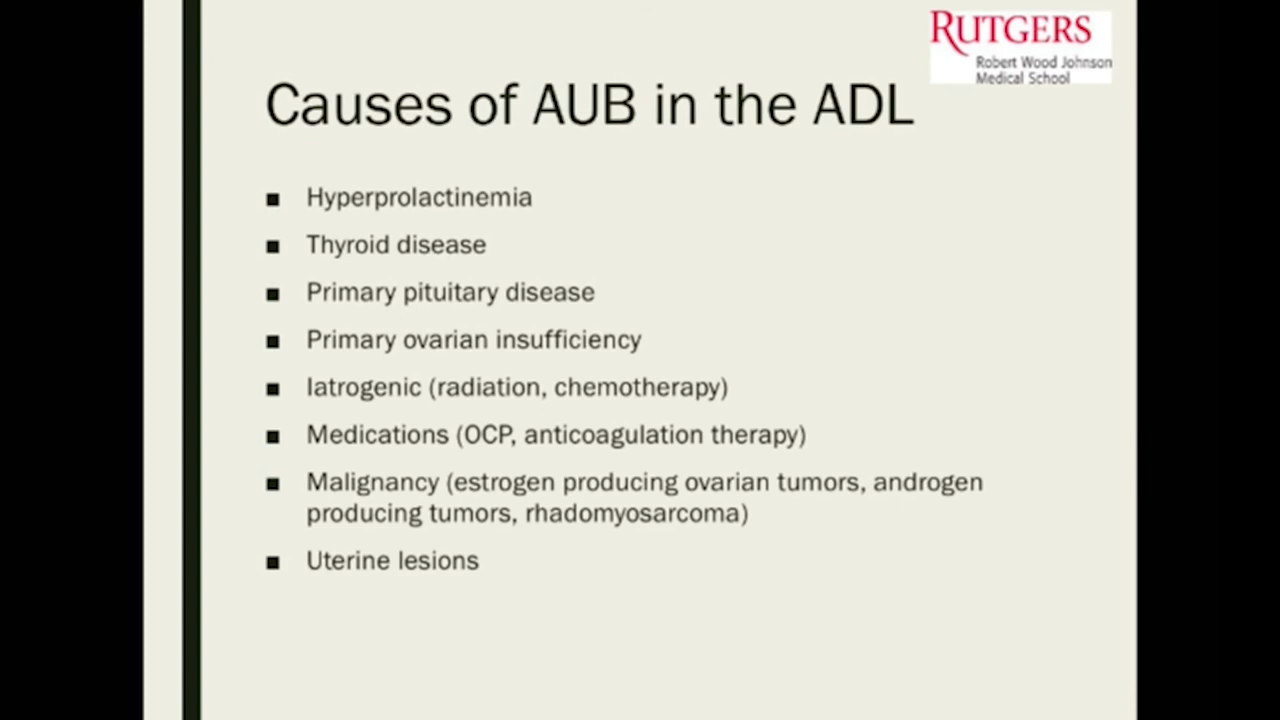 RUTGERS
Robert Wood Johnson
Medical School
Causes of AUB in the ADL
■ Hyperprolactinemia
■ Thyroid disease
■ Primary pituitary disease
■ Primary ovarian insufficiency
■ Iatrogenic (radiation, chemotherapy)
■ Medications (OCP, anticoagulation therapy)
■ Malignancy (estrogen producing ovarian tumors, androgen
producing tumors, rhadomyosarcoma)
■ Uterine lesions